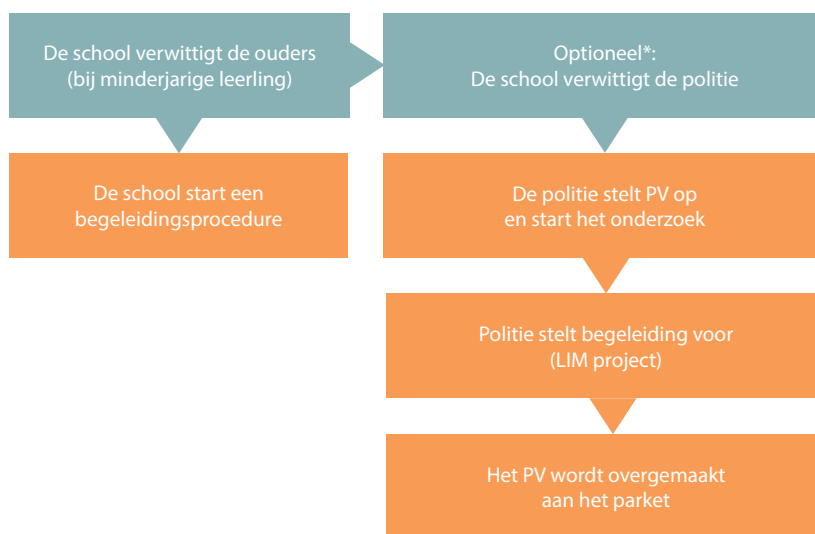 De school verwittigt de ouders
(bij minderjarige leerling)
Optioneel*:
De school verwittigt de politie
De school start een
begeleidingsprocedure
De politie stelt PV op
en start het onderzoek
Politie stelt begeleiding voor
(LIM project)
Het PV wordt overgemaakt
aan het parket